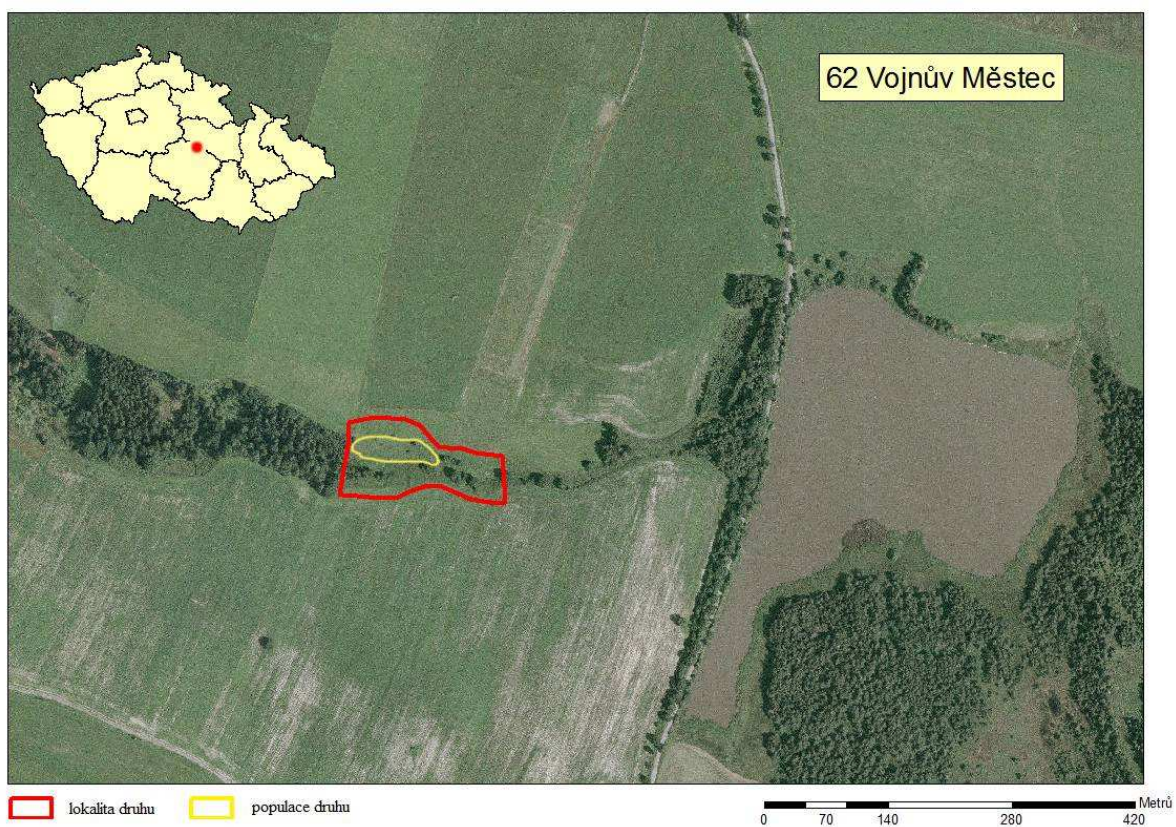 62 Vojnův Městec
lokalita druhu
populace druhu
Metrů
0 70 140 280 420